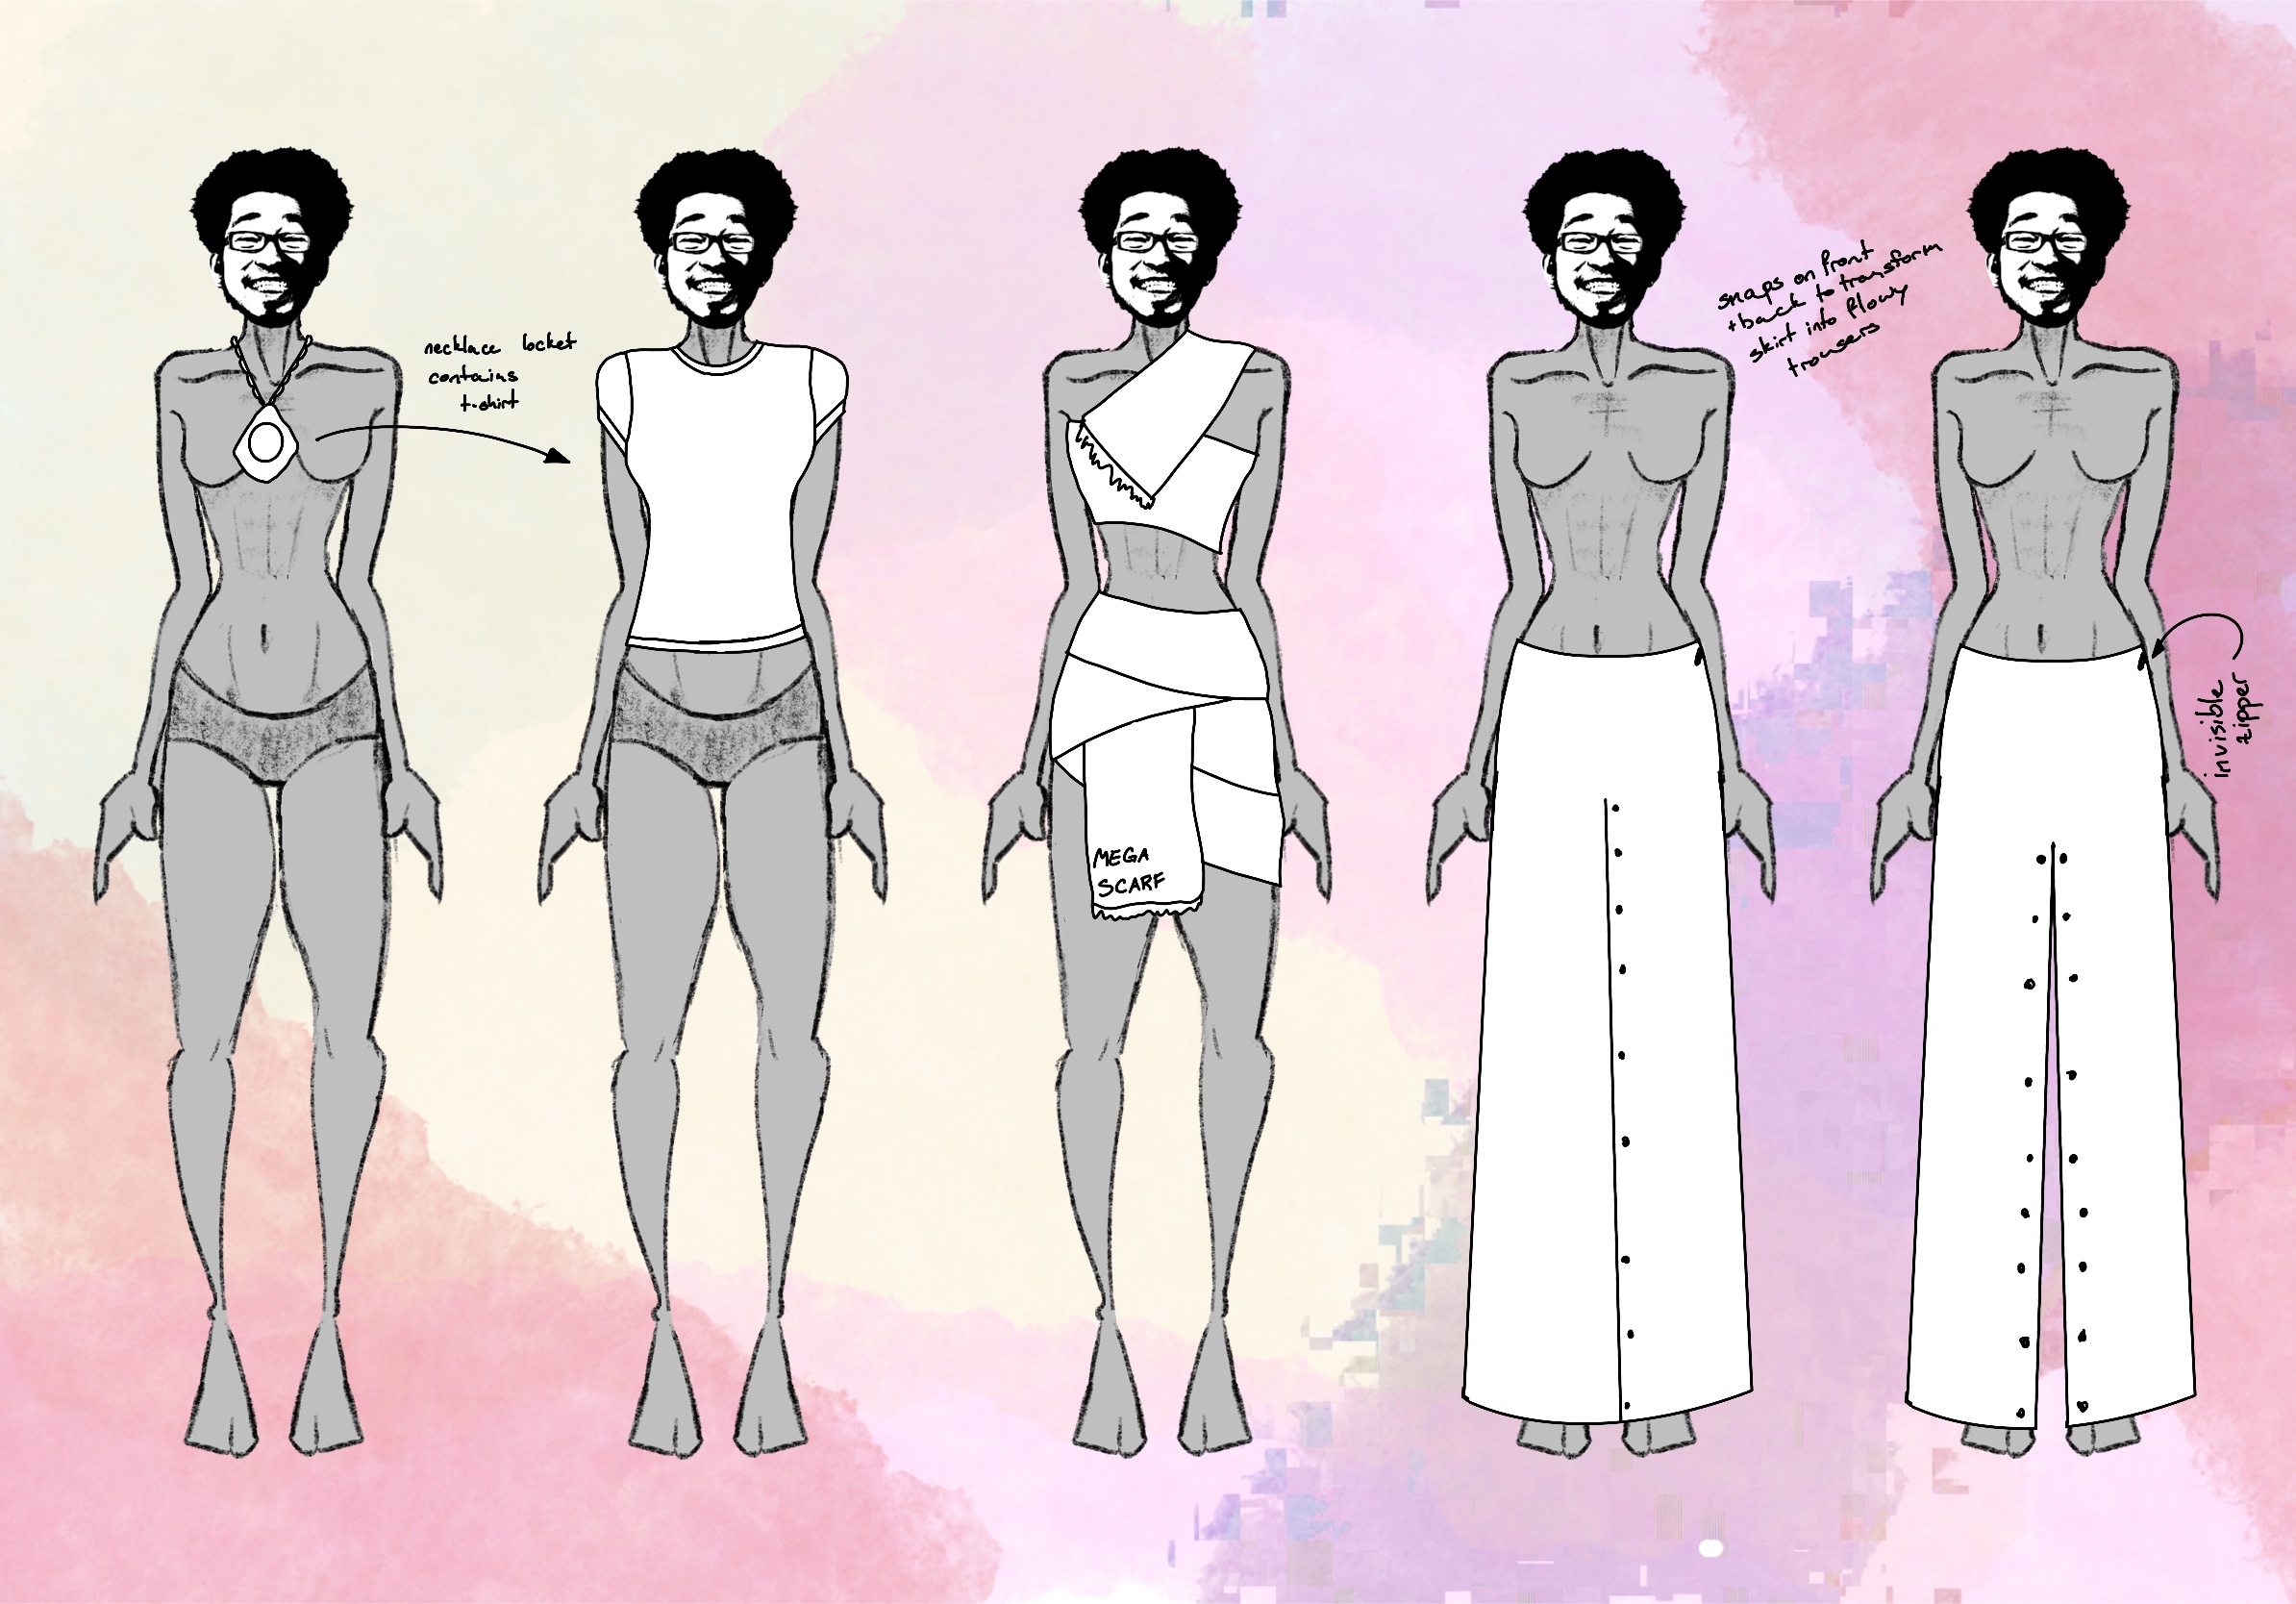 necklace locket
contains
t-shirt
MEGA
SCARF
snaps on front
+ back to transform
skirt into flowy
trousers
invisible
zipper